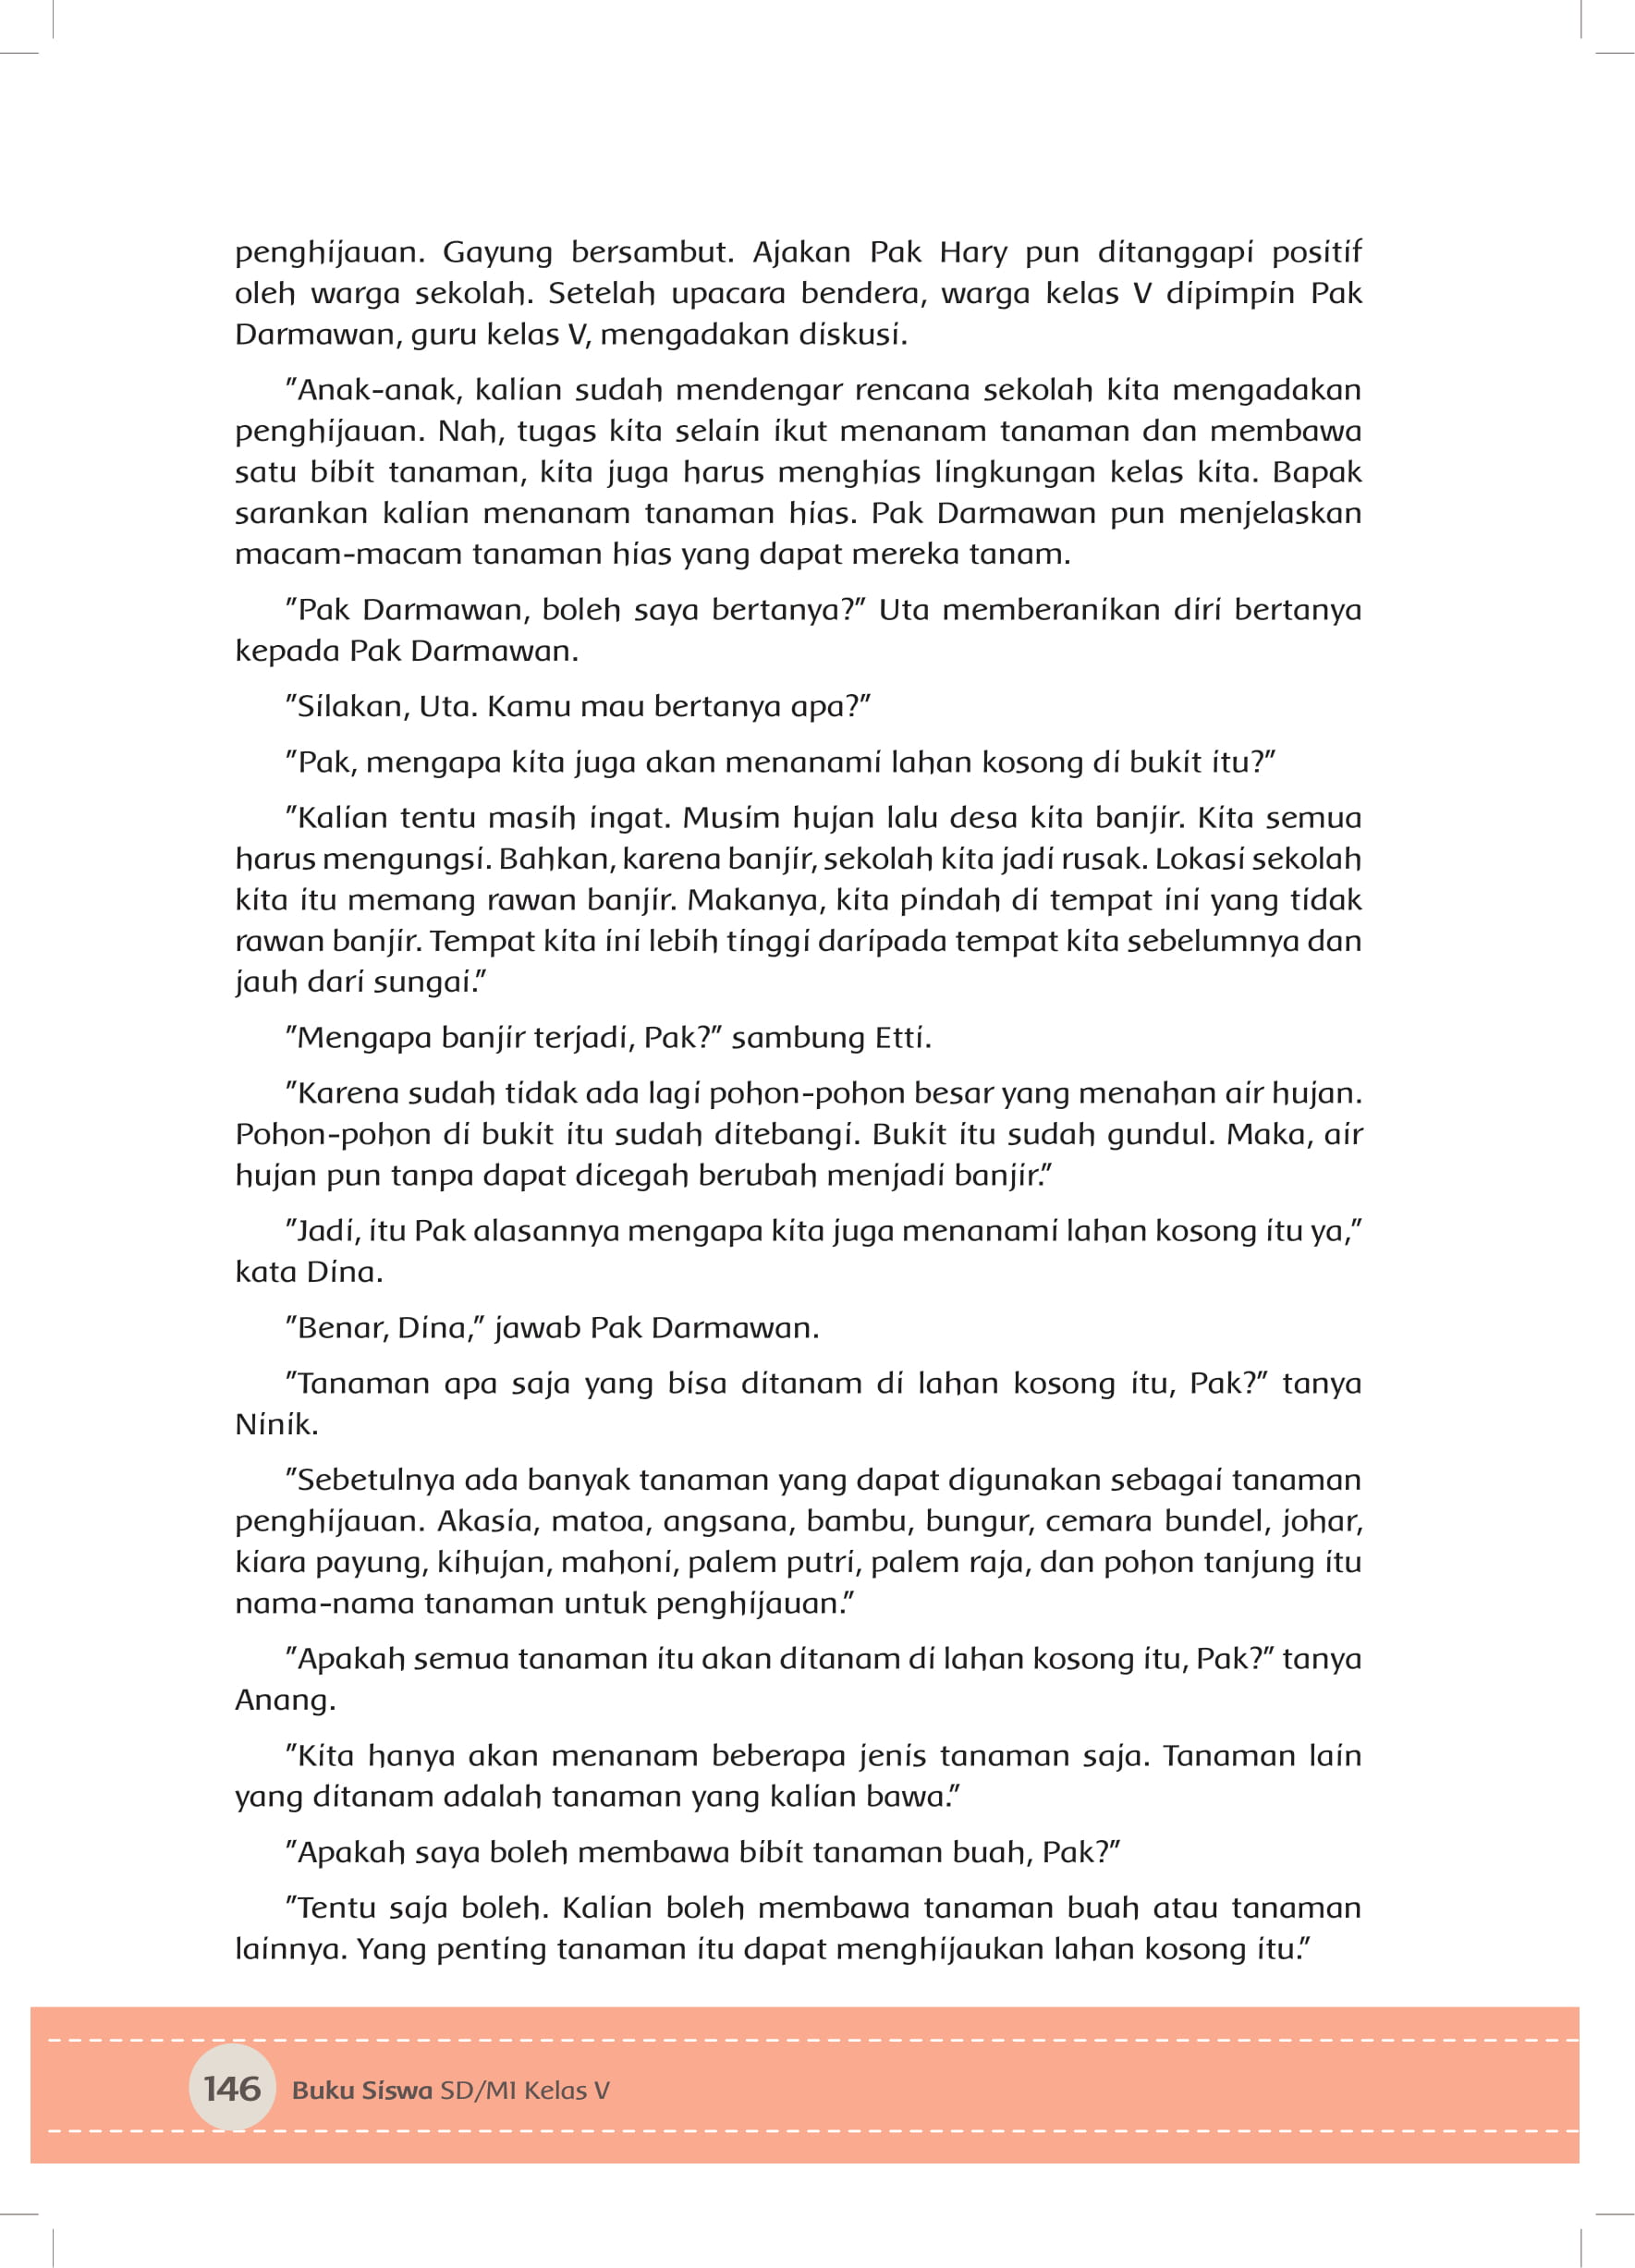 penghijauan. Gayung bersambut. Ajakan Pak Hary pun ditanggapi positif
oleh warga sekolah. Setelah upacara bendera, warga kelas V dipimpin Pak
Darmawan, guru kelas V, mengadakan diskusi.
"Anak-anak, kalian sudah mendengar rencana sekolah kita mengadakan
penghijauan. Nah, tugas kita selain ikut menanam tanaman dan membawa
satu bibit tanaman, kita juga harus menghias lingkungan kelas kita. Bapak
sarankan kalian menanam tanaman hias. Pak Darmawan pun menjelaskan
macam-macam tanaman hias yang dapat mereka tanam.
"Pak Darmawan, boleh saya bertanya?" Uta memberanikan diri bertanya
kepada Pak Darmawan.
"Silakan, Uta. Kamu mau bertanya apa?"
"Pak, mengapa kita juga akan menanami lahan kosong di bukit itu?"
"Kalian tentu masih ingat. Musim hujan lalu desa kita banjir. Kita semua
harus mengungsi. Bahkan, karena banjir, sekolah kita jadi rusak. Lokasi sekolah
kita itu memang rawan banjir. Makanya, kita pindah di tempat ini yang tidak
rawan banjir. Tempat kita ini lebih tinggi daripada tempat kita sebelumnya dan
jauh dari sungai."
"Mengapa banjir terjadi, Pak?" sambung Etti.
"Karena sudah tidak ada lagi pohon-pohon besar yang menahan air hujan.
Pohon-pohon di bukit itu sudah ditebangi. Bukit itu sudah gundul. Maka, air
hujan pun tanpa dapat dicegah berubah menjadi banjir."
"Jadi, itu Pak alasannya mengapa kita juga menanami lahan kosong itu ya,"
kata Dina.
"Benar, Dina," jawab Pak Darmawan.
"Tanaman apa saja yang bisa ditanam di lahan kosong itu, Pak?" tanya
Ninik.
"Sebetulnya ada banyak tanaman yang dapat digunakan sebagai tanaman
penghijauan. Akasia, matoa, angsana, bambu, bungur, cemara bundel, johar,
kiara payung, kihujan, mahoni, palem putri, palem raja, dan pohon tanjung itu
nama-nama tanaman untuk penghijauan."
"Apakah semua tanaman itu akan ditanam di lahan kosong itu, Pak?" tanya
Anang.
"Kita hanya akan menanam beberapa jenis tanaman saja. Tanaman lain
yang ditanam adalah tanaman yang kalian bawa."
"Apakah saya boleh membawa bibit tanaman buah, Pak?"
"Tentu saja boleh. Kalian boleh membawa tanaman buah atau tanaman
lainnya. Yang penting tanaman itu dapat menghijaukan lahan kosong itu."
146 Buku Siswa SD/MI Kelas V